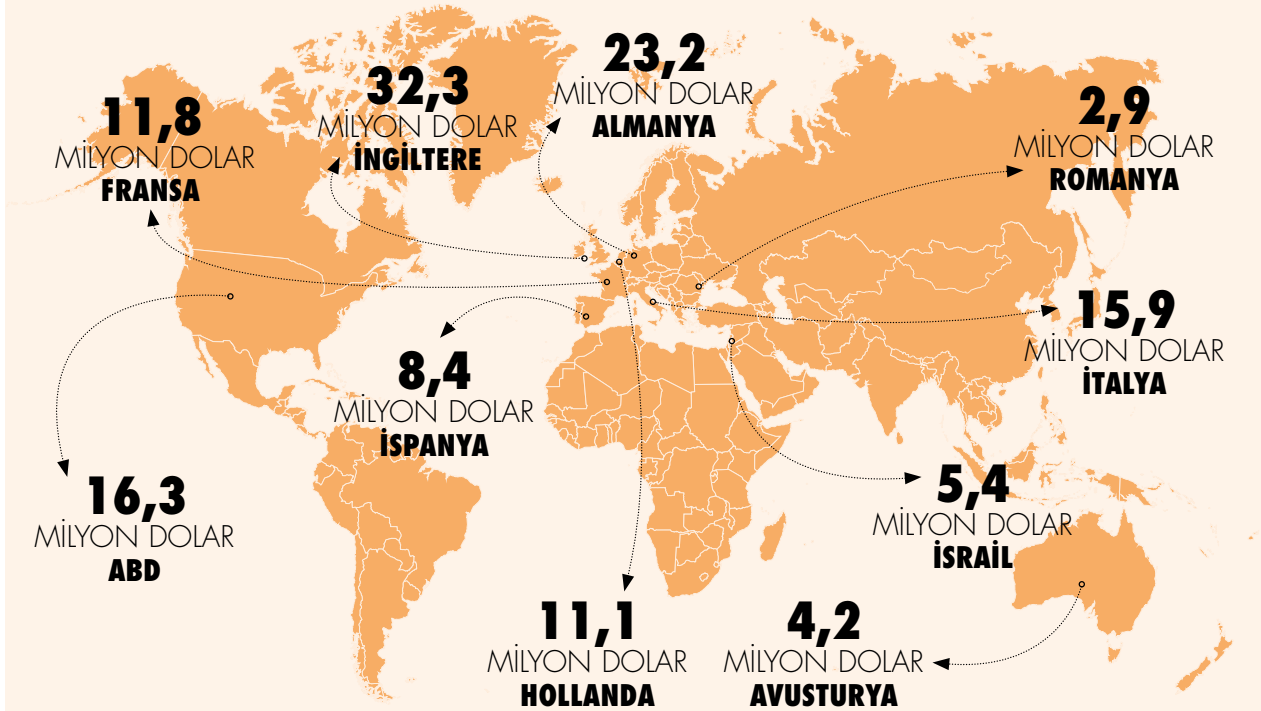 23,2
MİLYON DOLAR
ALMANYA
32,3
MİLYON DOLAR
İNGİLTERE
11,8
MİLYON DOLAR
FRANSA
2,9
MİLYON DOLAR
ROMANYA
15,9
MİLYON DOLAR
İTALYA
8,4
MİLYON DOLAR
İSPANYA
16,3
MİLYON DOLAR
ABD
5,4
MİLYON DOLAR
İSRAİL
11,1
MİLYON DOLAR
HOLLANDA
4,2
MİLYON DOLAR
AVUSTURYA